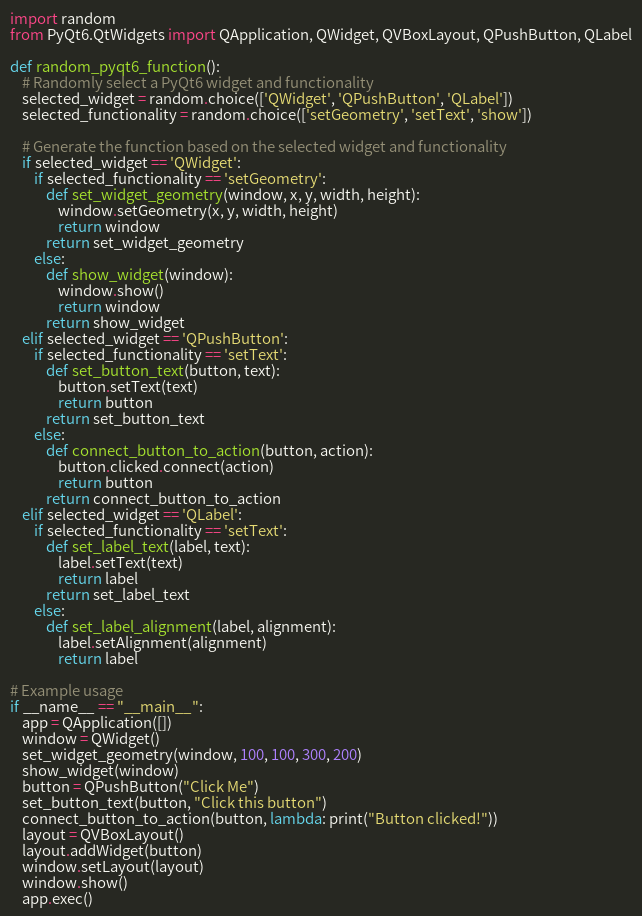 import random
from PyQt6.QtWidgets import QApplication, QWidget, QVBoxLayout, QPushButton, QLabel

def random_pyqt6_function():
    # Randomly select a PyQt6 widget and functionality
    selected_widget = random.choice(['QWidget', 'QPushButton', 'QLabel'])
    selected_functionality = random.choice(['setGeometry', 'setText', 'show'])

    # Generate the function based on the selected widget and functionality
    if selected_widget == 'QWidget':
        if selected_functionality == 'setGeometry':
            def set_widget_geometry(window, x, y, width, height):
                window.setGeometry(x, y, width, height)
                return window
            return set_widget_geometry
        else:
            def show_widget(window):
                window.show()
                return window
            return show_widget
    elif selected_widget == 'QPushButton':
        if selected_functionality == 'setText':
            def set_button_text(button, text):
                button.setText(text)
                return button
            return set_button_text
        else:
            def connect_button_to_action(button, action):
                button.clicked.connect(action)
                return button
            return connect_button_to_action
    elif selected_widget == 'QLabel':
        if selected_functionality == 'setText':
            def set_label_text(label, text):
                label.setText(text)
                return label
            return set_label_text
        else:
            def set_label_alignment(label, alignment):
                label.setAlignment(alignment)
                return label

# Example usage
if __name__ == "__main__":
    app = QApplication([])
    window = QWidget()
    set_widget_geometry(window, 100, 100, 300, 200)
    show_widget(window)
    button = QPushButton("Click Me")
    set_button_text(button, "Click this button")
    connect_button_to_action(button, lambda: print("Button clicked!"))
    layout = QVBoxLayout()
    layout.addWidget(button)
    window.setLayout(layout)
    window.show()
    app.exec()